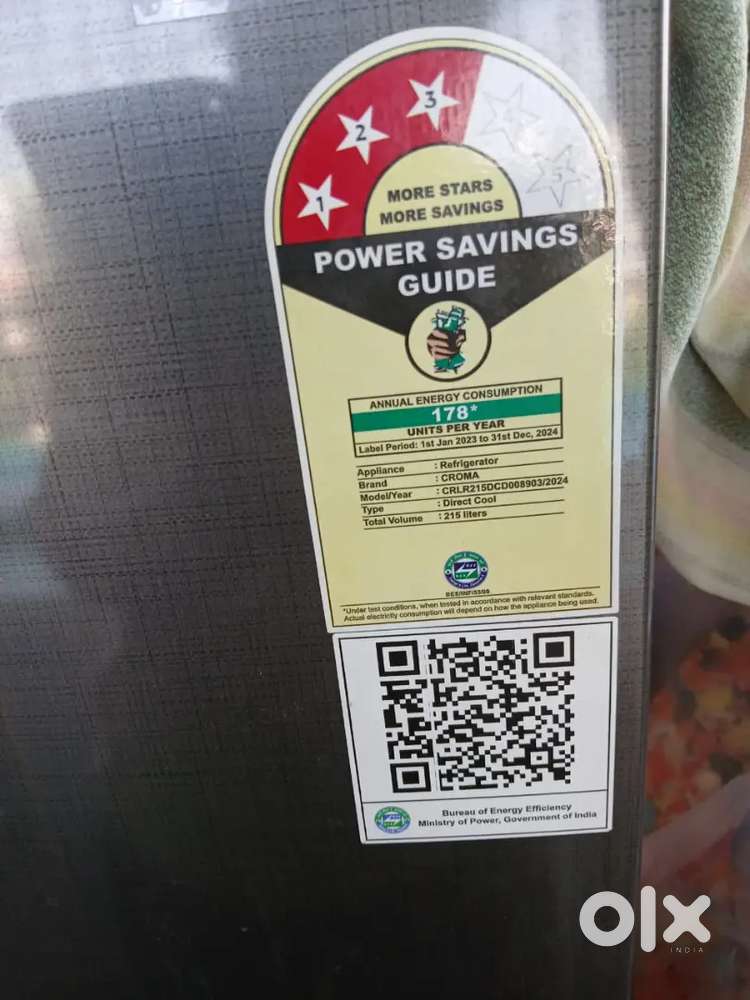 1
2
3
5
MORE STARS
MORE SAVINGS
POWER SAVINGS
GUIDE
ANNUAL ENERGY CONSUMPTION
178*
UNITS PER YEAR
Label Period: 1st Jan 2023 to 31st Dec, 2024
Appliance : Refrigerator
Brand : CROMA
Model/Year : CRLR215DCD008903/2024
Type : Direct Cool
Total Volume : 215 liters
*Under test conditions, when tested in accordance with relevant standards.
Actual electricity consumption will depend on how the appliance being used.
Bureau of Energy Efficiency
Ministry of Power, Government of India
olx
INDIA